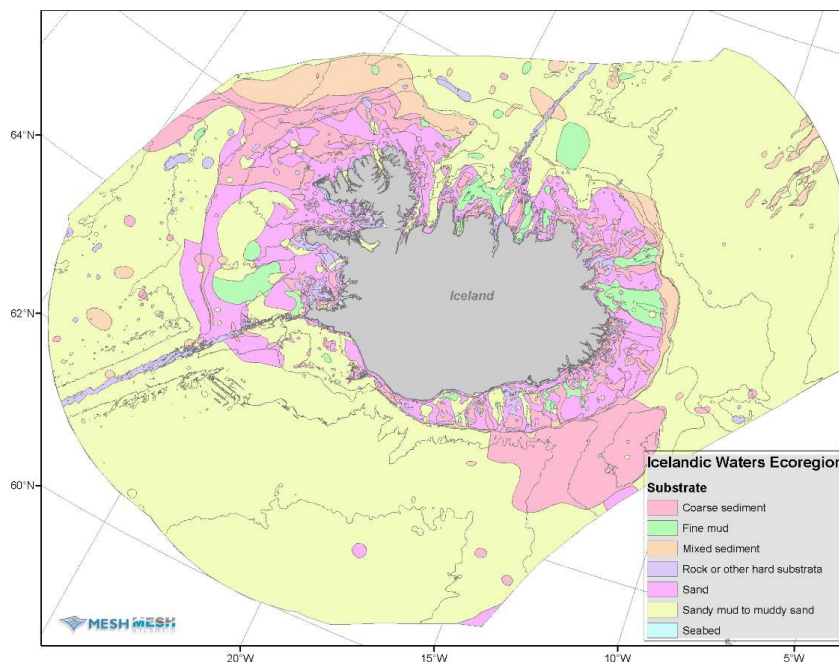 64°N
62°N
60°N
Iceland
Icelandic Waters Ecoregion
Substrate
Coarse sediment
Fine mud
Mixed sediment
Rock or other hard substrata
Sand
Sandy mud to muddy sand
Seabed
MESH MESH
ATLANTIC
20°W
15°W
10°W
5°W